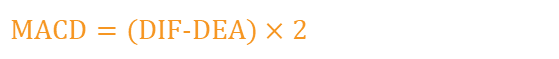 MACD = (DIF-DEA) × 2